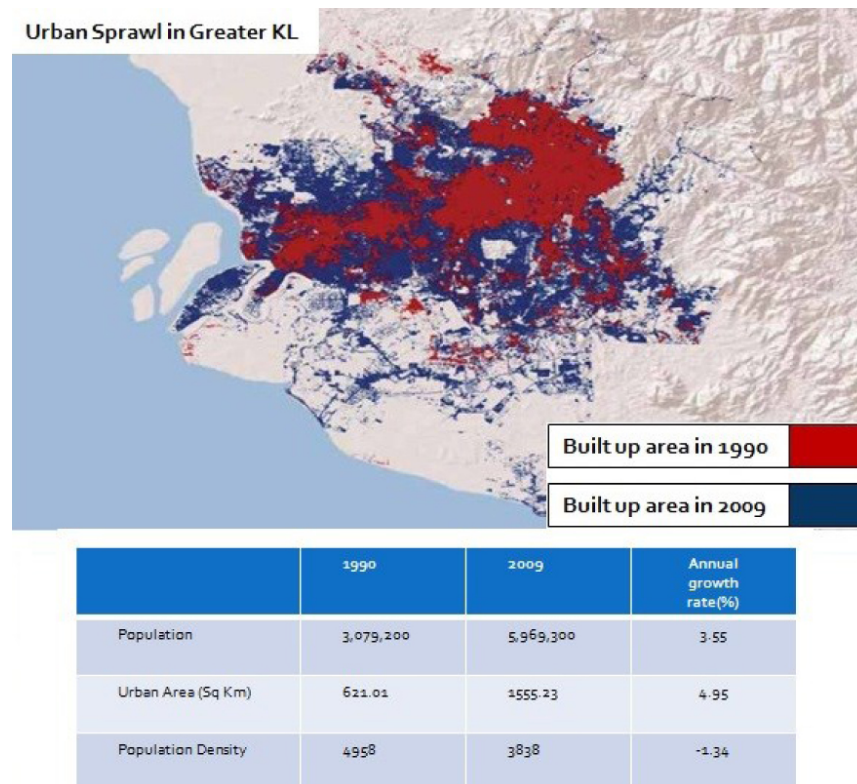 Urban Sprawl in Greater KL
Built up area in 1990
Built up area in 2009
1990 2009 Annual
growth
rate(%)
Population 3,079,200 5,969,300 3.55
Urban Area (Sq Km) 621.01 1555.23 4.95
Population Density 4958 3838 -1.34